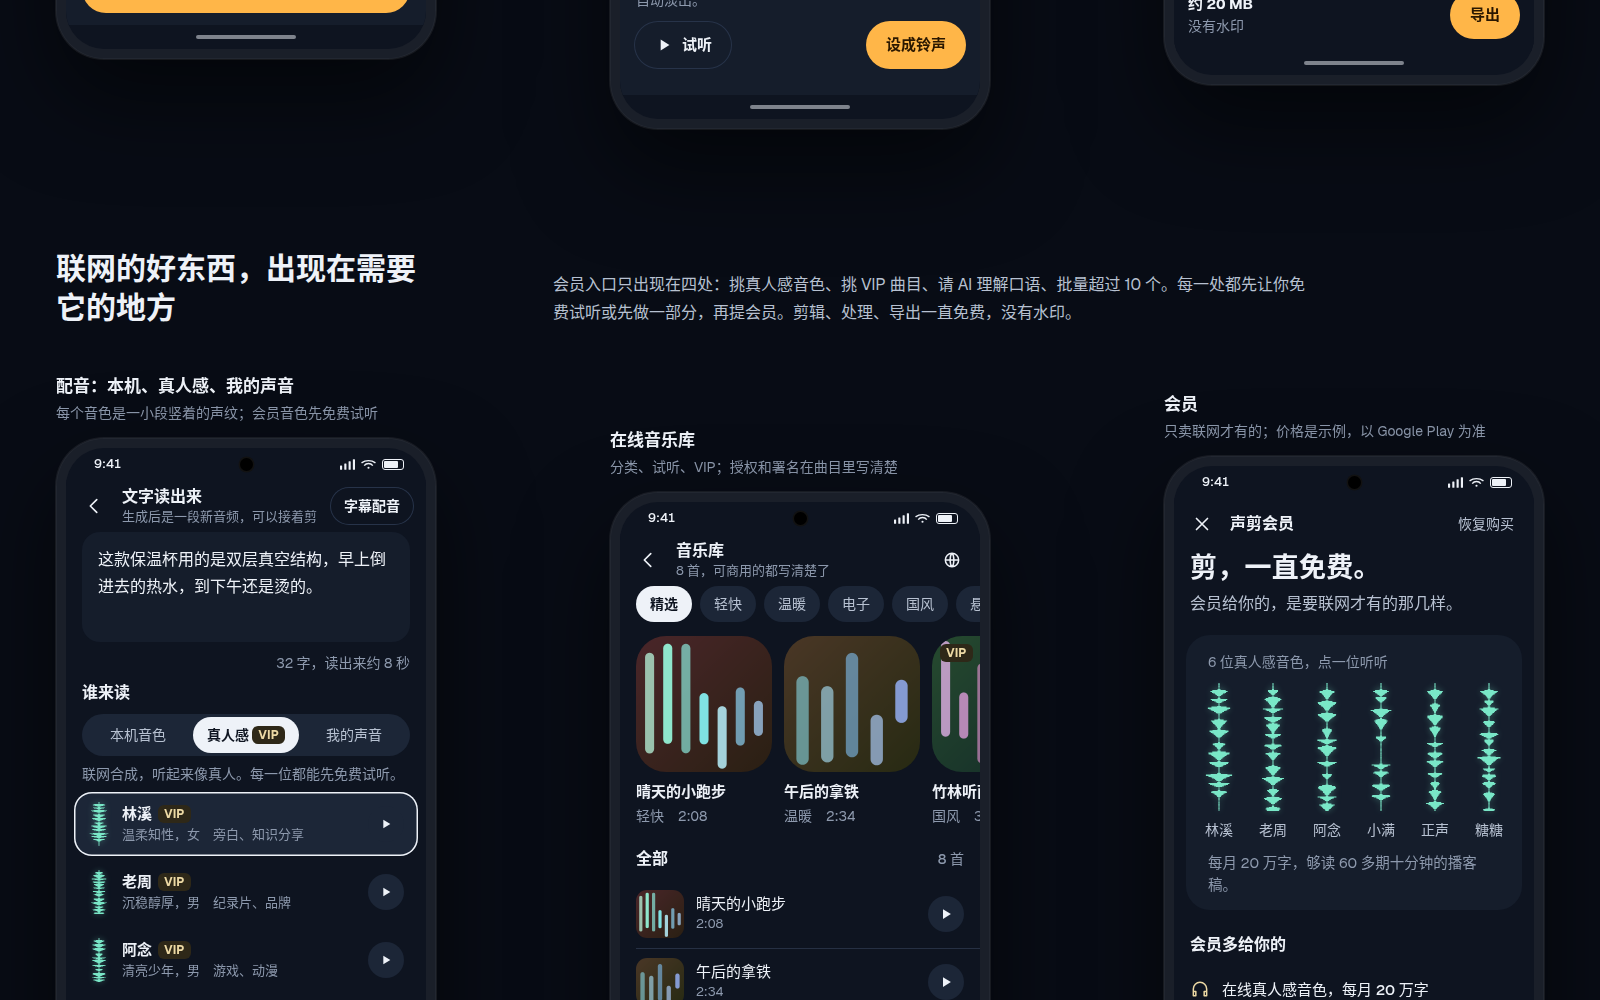 自动淡出。
试听
设成铃声
约 20 MB
没有水印
导出
联网的好东西，出现在需要
它的地方
会员入口只出现在四处：挑真人感音色、挑 VIP 曲目、请 AI 理解口语、批量超过 10 个。每一处都先让你免
费试听或先做一部分，再提会员。剪辑、处理、导出一直免费，没有水印。
配音：本机、真人感、我的声音
每个音色是一小段竖着的声纹；会员音色先免费试听
9:41
文字读出来
生成后是一段新音频，可以接着剪
字幕配音
这款保温杯用的是双层真空结构，早上倒
进去的热水，到下午还是烫的。
32 字，读出来约 8 秒
谁来读
本机音色
真人感 VIP
我的声音
联网合成，听起来像真人。每一位都能先免费试听。
林溪 VIP
温柔知性，女 旁白、知识分享
老周 VIP
沉稳醇厚，男 纪录片、品牌
阿念 VIP
清亮少年，男 游戏、动漫
在线音乐库
分类、试听、VIP；授权和署名在曲目里写清楚
9:41
音乐库
8 首，可商用的都写清楚了
精选
轻快
温暖
电子
国风
VIP
晴天的小跑步
轻快 2:08
午后的拿铁
温暖 2:34
竹林听
国风
全部
8 首
晴天的小跑步
2:08
午后的拿铁
2:34
会员
只卖联网才有的；价格是示例，以 Google Play 为准
9:41
声剪会员
恢复购买
剪，一直免费。
会员给你的，是要联网才有的那几样。
6 位真人感音色，点一位听听
林溪
老周
阿念
小满
正声
糖糖
每月 20 万字，够读 60 多期十分钟的播客
稿。
会员多给你的
在线真人感音色，每月 20 万字